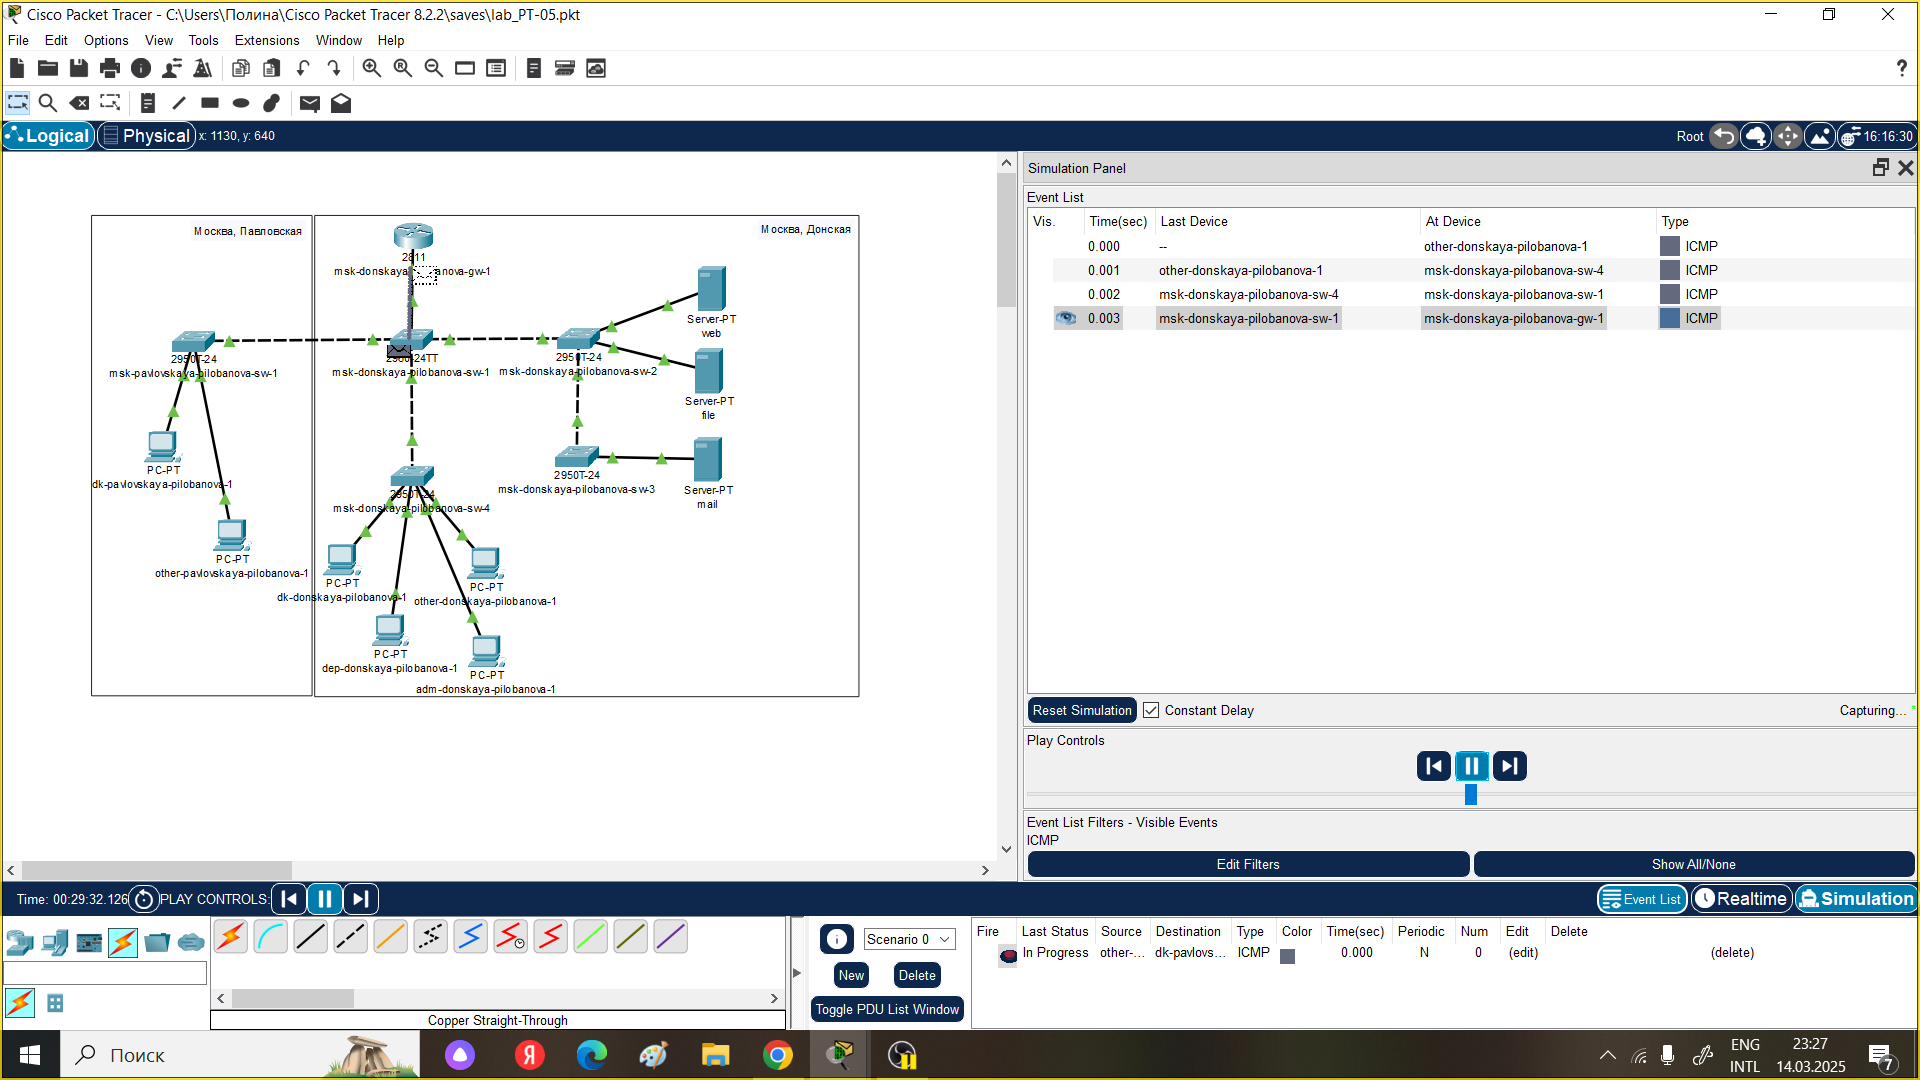 Cisco Packet Tracer - C:\Users\Полина\Cisco Packet Tracer 8.2.2\saves\lab_PT-05.pkt
File Edit Options View Tools Extensions Window Help
Logical Physical x: 1130, y: 640
Root 16:16:30
Москва, Павловская
Москва, Донская
2811
msk-donskaya-pilobanova-gw-1
Server-PT
web
2950T-24
msk-pavlovskaya-pilobanova-sw-1
2960-24TT
msk-donskaya-pilobanova-sw-1
2950T-24
msk-donskaya-pilobanova-sw-2
Server-PT
file
PC-PT
dk-pavlovskaya-pilobanova-1
2950T-24
msk-donskaya-pilobanova-sw-3
Server-PT
mail
2950T-24
msk-donskaya-pilobanova-sw-4
PC-PT
other-pavlovskaya-pilobanova-1
PC-PT
dk-donskaya-pilobanova-1
PC-PT
other-donskaya-pilobanova-1
PC-PT
dep-donskaya-pilobanova-1
PC-PT
adm-donskaya-pilobanova-1
Simulation Panel
Event List
Vis. Time(sec) Last Device At Device Type
0.000 -- other-donskaya-pilobanova-1 ICMP
0.001 other-donskaya-pilobanova-1 msk-donskaya-pilobanova-sw-4 ICMP
0.002 msk-donskaya-pilobanova-sw-4 msk-donskaya-pilobanova-sw-1 ICMP
0.003 msk-donskaya-pilobanova-sw-1 msk-donskaya-pilobanova-gw-1 ICMP
Reset Simulation Constant Delay Capturing...
Play Controls
Event List Filters - Visible Events
ICMP
Edit Filters Show All/None
Time: 00:29:32.126 PLAY CONTROLS:
Event List Realtime Simulation
Copper Straight-Through
Scenario 0
New Delete
Toggle PDU List Window
Fire Last Status Source Destination Type Color Time(sec) Periodic Num Edit Delete
In Progress other-... dk-pavlovs... ICMP 0.000 N 0 (edit) (delete)
Поиск
ENG
INTL
23:27
14.03.2025
7